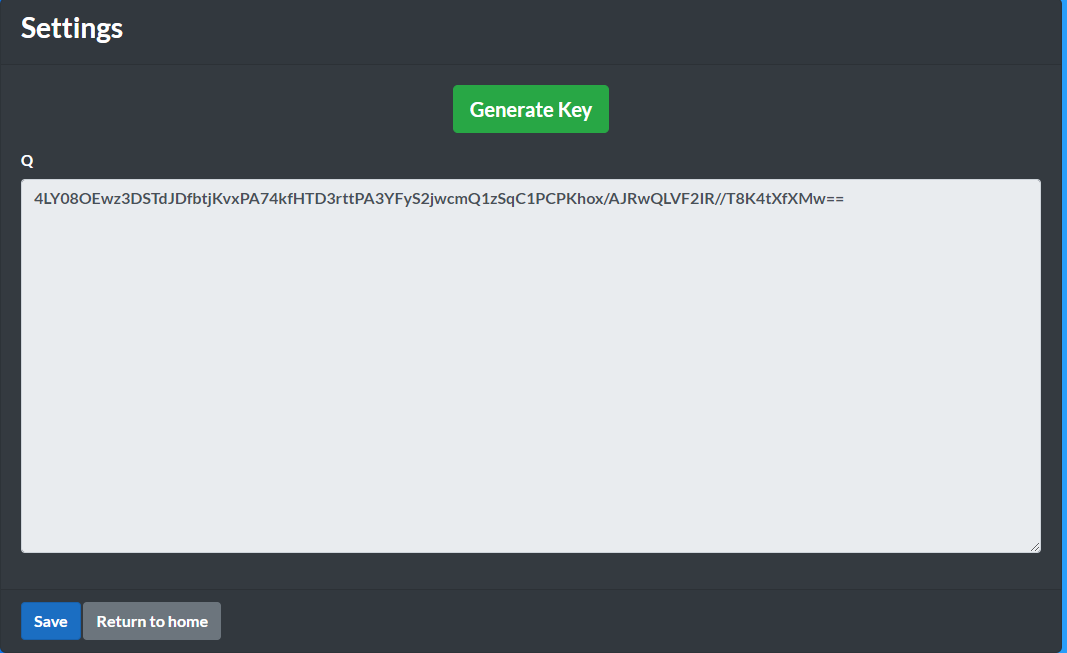 Settings
Generate Key
Q
4LY08OEwz3DSTdJDfbtjKvxPA74kfHTD3rttPA3YFyS2jwcmQ1zSqC1PCPKhox/AJRwQLVF2IR//T8K4tXfXMw==
Save
Return to home